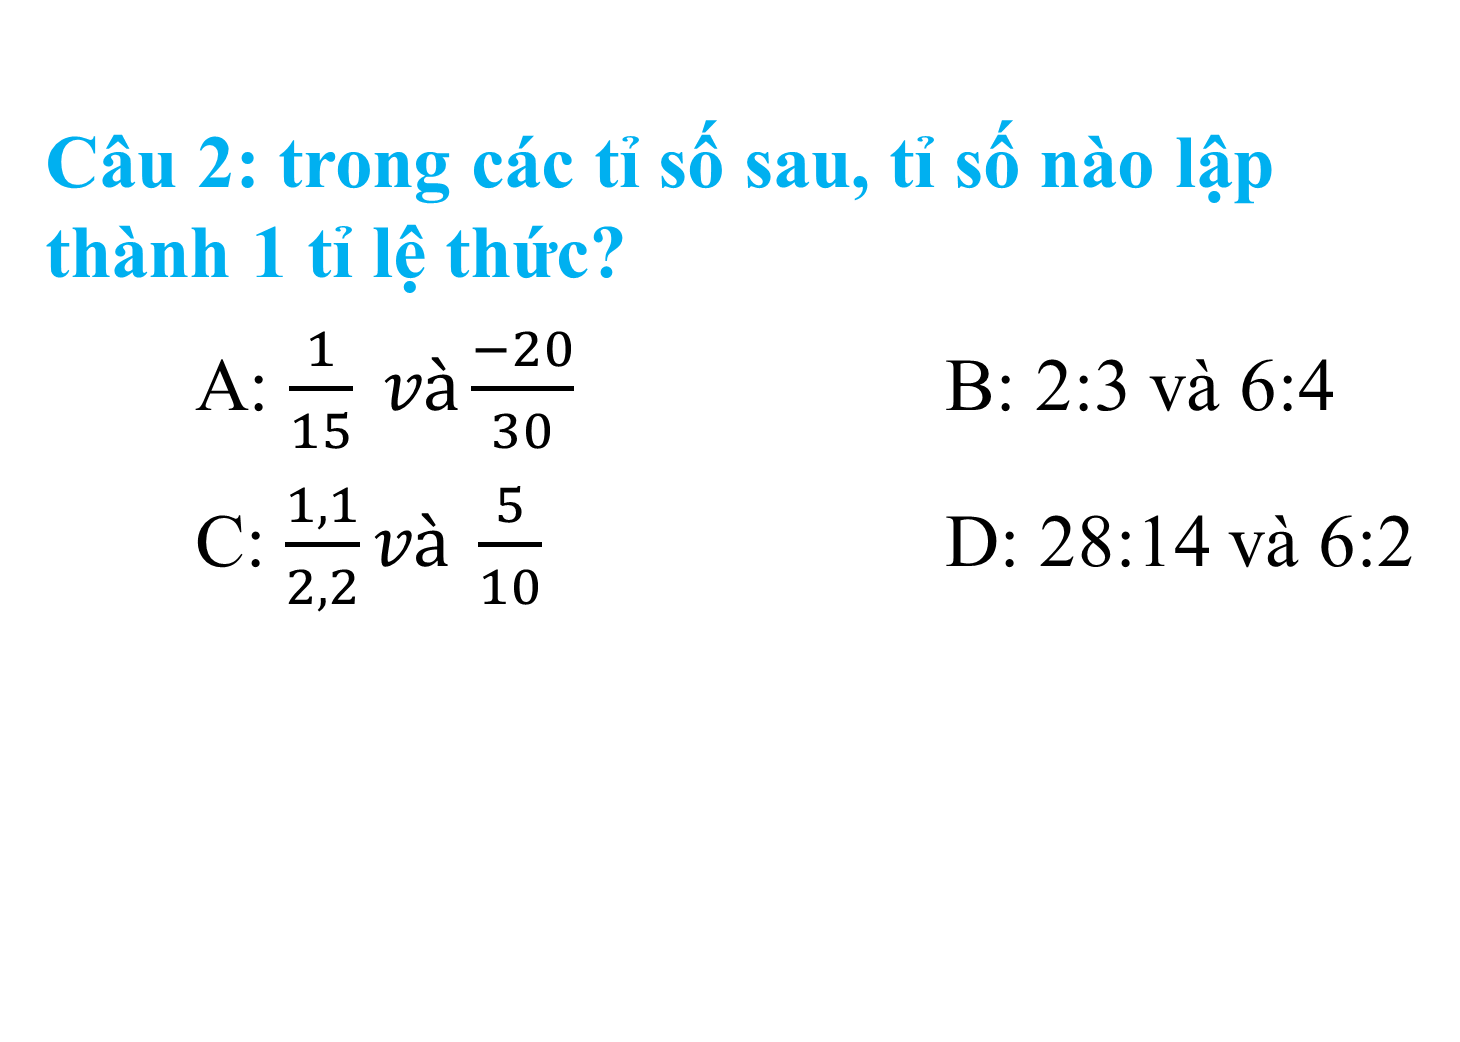 Câu 2: trong các tỉ số sau, tỉ số nào lập
thành 1 tỉ lệ thức?
A: 1/15 và -20/30 B: 2:3 và 6:4
C: 1,1/2,2 và 5/10 D: 28:14 và 6:2